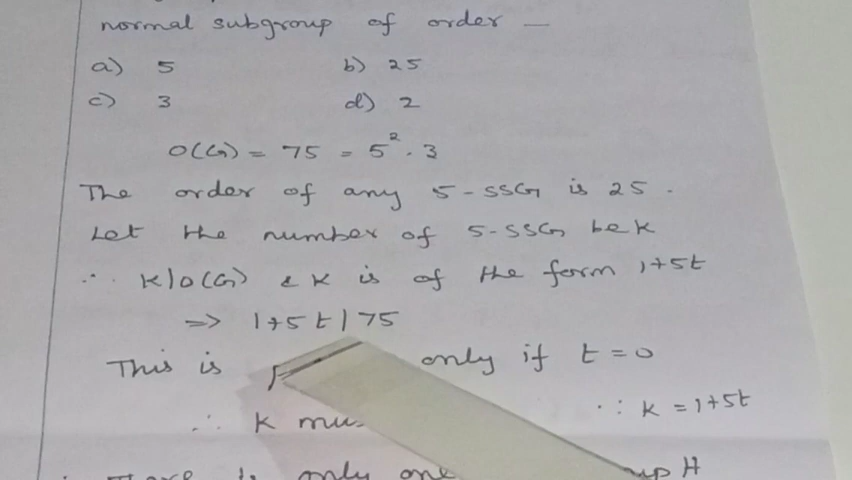 normal subgroup of order —
a) 5 b) 25
c) 3 d) 2
O(G) = 75 = 5². 3
The order of any 5-SSG is 25.
Let the number of 5-SSG be K
∴ K|O(G) & K is of the form 1+5t
=> 1+5t|75
This is only if t=0
∴ K ∵ K = 1+5t
only one H